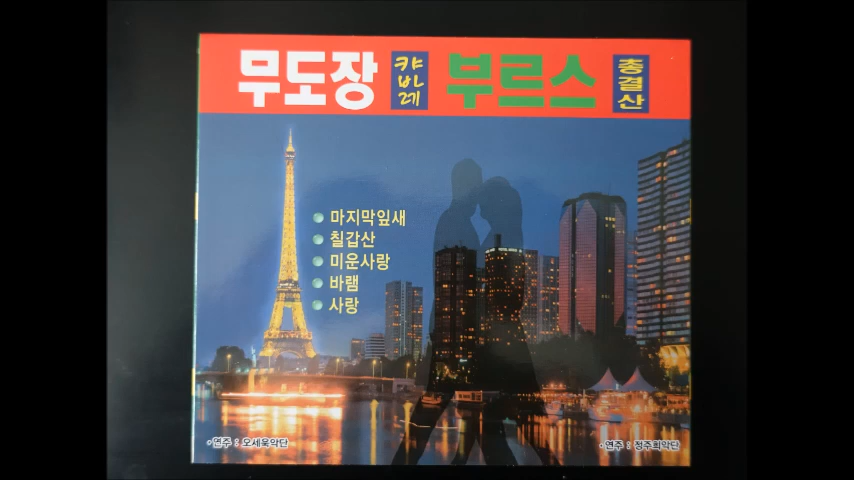 무도장 캬바레 부르스 총결산
마지막잎새
칠갑산
미운사랑
바램
사랑
• 연주 : 오세욱악단
• 연주 : 정주희악단